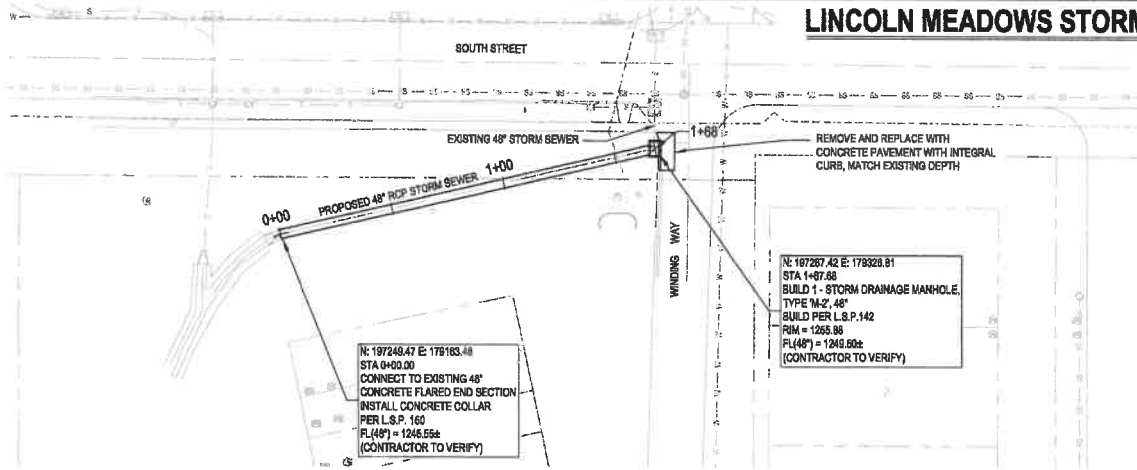 LINCOLN MEADOWS STORM
SOUTH STREET
EXISTING 48" STORM SEWER
1+68
REMOVE AND REPLACE WITH
CONCRETE PAVEMENT WITH INTEGRAL
CURB, MATCH EXISTING DEPTH
1+00
PROPOSED 48" RCP STORM SEWER
0+00
WINDING WAY
N: 197267.42 E: 179328.81
STA 1+67.68
BUILD 1 - STORM DRAINAGE MANHOLE,
TYPE 'M-2', 48"
BUILD PER L.S.P.142
RIM = 1255.88
FL(48") = 1249.50±
(CONTRACTOR TO VERIFY)
N: 197249.47 E: 179163.48
STA 0+00.00
CONNECT TO EXISTING 48"
CONCRETE FLARED END SECTION
INSTALL CONCRETE COLLAR
PER L.S.P. 160
FL(48") = 1246.55±
(CONTRACTOR TO VERIFY)